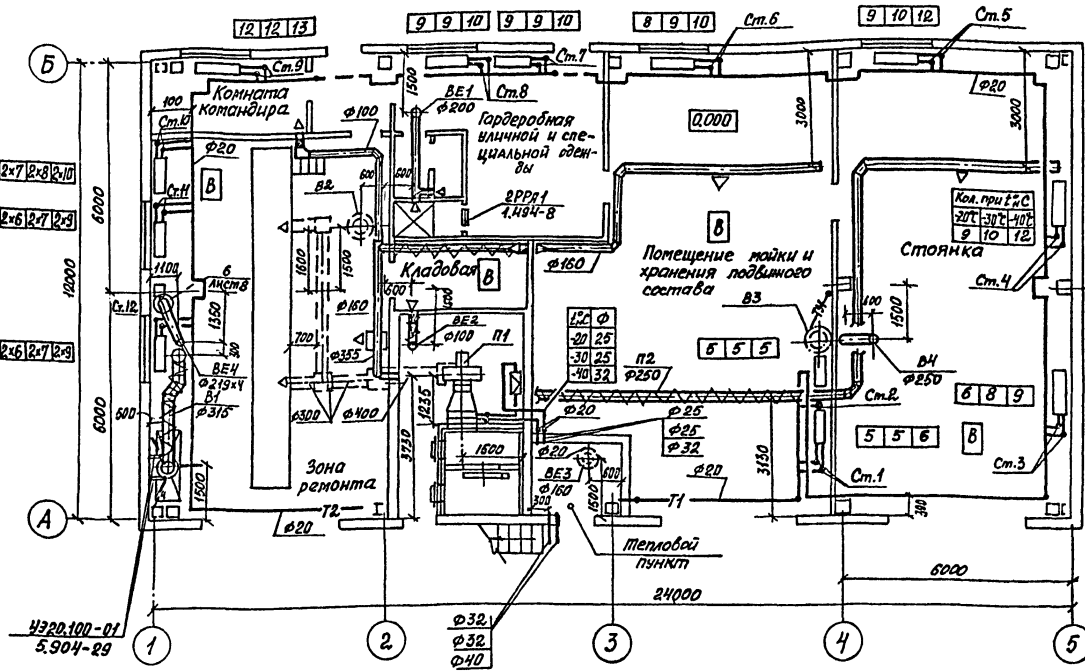 12 12 13
9 9 10
9 9 10
8 9 10
9 10 12
Ст.6
Ст.5
Ст.7
Ст.8
Ст.9
Б
1500
ВЕ1
Ф200
Комната
командира
100
Ст.10
Ф100
Гардеробная
уличной и спе-
циальной одеж-
ды
0.000
3000
3000
Ф20
Ф20
2х7 2х8 2х10
В
Ст.11
В2
600
600
2РРЯ1
1.494-8
В
Кол. при tн°С
-20°С -30°С -40°С
9 10 12
2х6 2х7 2х9
6000
12000
1600
1500
Кладовая
В
Ф160
Помещение мойки и
хранения подвижного
состава
Стоянка
1100
6
Лист 8
600
Ст.4
Ст.12
1350
300
Ф160
ВЕ2
Ф100
П1
tн°С Ф
-20 25
-30 25
-40 32
В3
400
1500
2х6 2х7 2х9
700
Ф355
5 5 5
В4
Ф250
П2
Ф250
ВЕ4
Ф219х4
В1
Ф315
Ф300
Ф400
1235
Ст.2
6 8 9
6000
600
Ф20
Ф25
Ф25
Ф32
5 5 6
В
3730
1600
Ф20
ВЕ3
Ф160
600
1500
Ф20
3130
Ст.1
Ст.3
1500
Зона
ремонта
300
Т1
300
А
Т2
Ф20
Тепловой
пункт
6000
24000
УЭ20.100-01
5.904-29
Ф32
Ф32
Ф40
1
2
3
4
5